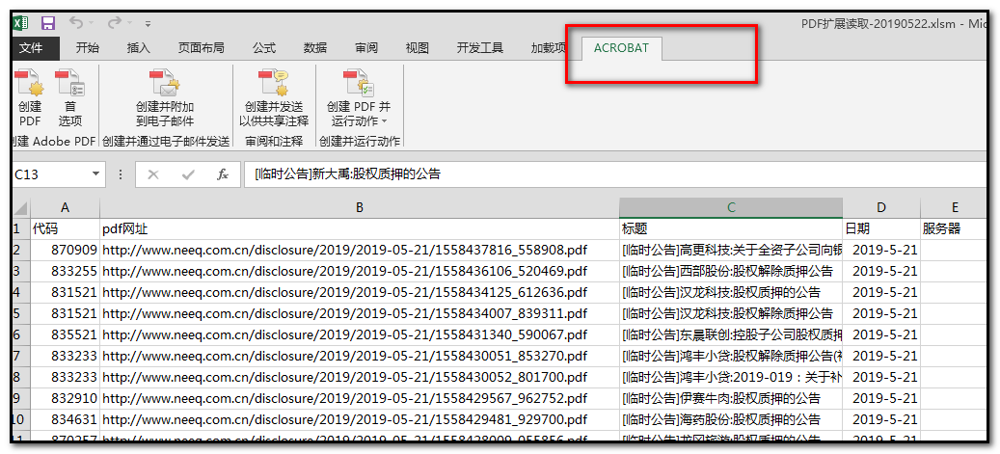 PDF扩展读取-20190522.xlsm - Mic
文件 开始 插入 页面布局 公式 数据 审阅 视图 开发工具 加载项 ACROBAT
创建 PDF
首选项
创建并附加到电子邮件
创建并发送以供共享注释
创建 PDF 并运行动作
创建 Adobe PDF 创建并通过电子邮件发送 审阅和注释 创建并运行动作
C13 fx [临时公告]新大禹:股权质押的公告
A B C D E
1 代码 pdf网址 标题 日期 服务器
2 870909 http://www.neeq.com.cn/disclosure/2019/2019-05-21/1558437816_558908.pdf [临时公告]高更科技:关于全资子公司向银 2019-5-21
3 833255 http://www.neeq.com.cn/disclosure/2019/2019-05-21/1558436106_520469.pdf [临时公告]西部股份:股权解除质押公告 2019-5-21
4 831521 http://www.neeq.com.cn/disclosure/2019/2019-05-21/1558434125_612636.pdf [临时公告]汉龙科技:股权质押的公告 2019-5-21
5 831521 http://www.neeq.com.cn/disclosure/2019/2019-05-21/1558434007_839311.pdf [临时公告]汉龙科技:股权解除质押公告 2019-5-21
6 835521 http://www.neeq.com.cn/disclosure/2019/2019-05-21/1558431340_590067.pdf [临时公告]东晨联创:控股子公司股权质押 2019-5-21
7 833233 http://www.neeq.com.cn/disclosure/2019/2019-05-21/1558430051_853270.pdf [临时公告]鸿丰小贷:股权解除质押公告(补 2019-5-21
8 833233 http://www.neeq.com.cn/disclosure/2019/2019-05-21/1558430052_801700.pdf [临时公告]鸿丰小贷:2019-019：关于补 2019-5-21
9 832910 http://www.neeq.com.cn/disclosure/2019/2019-05-21/1558429567_962752.pdf [临时公告]伊赛牛肉:股权质押的公告 2019-5-21
10 834631 http://www.neeq.com.cn/disclosure/2019/2019-05-21/1558429481_929700.pdf [临时公告]海药股份:股权质押的公告 2019-5-21